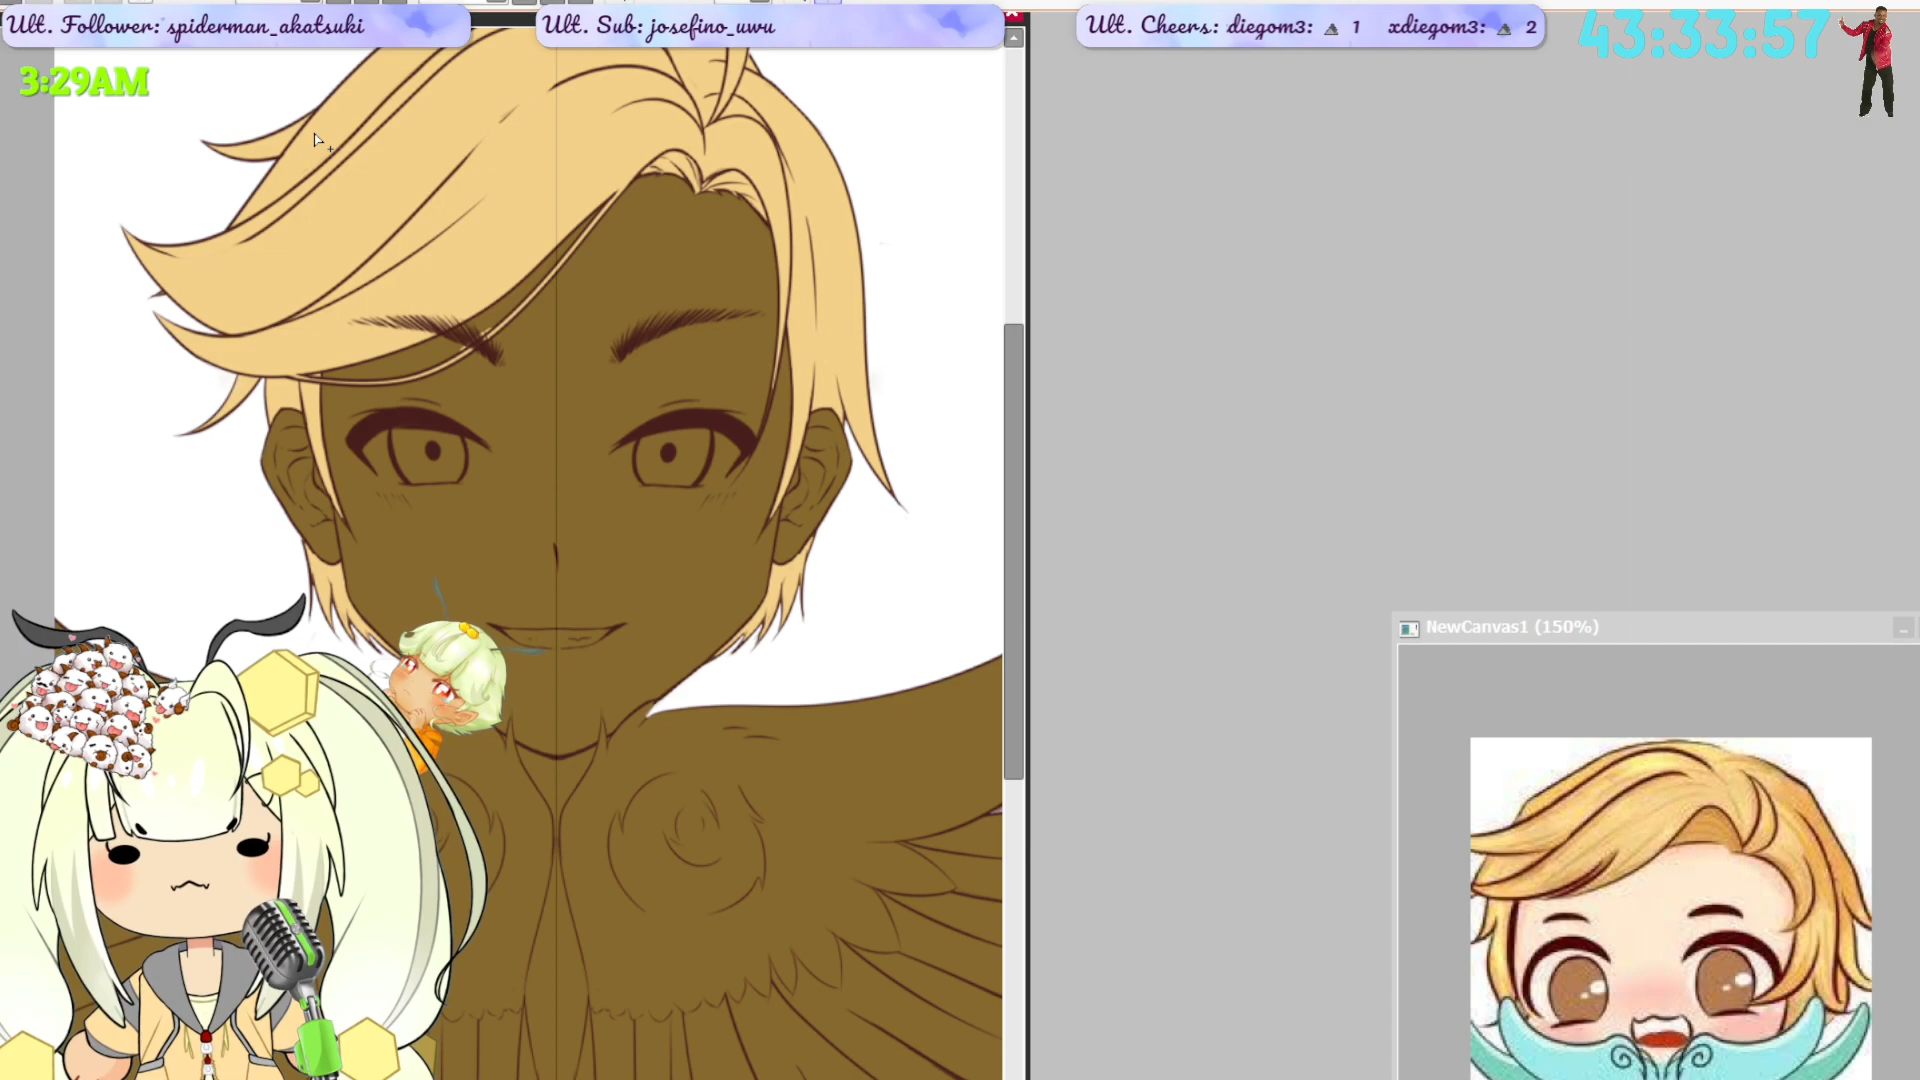 Ult. Follower: spiderman_akatsuki
Ult. Sub: josefino_uwu
Ult. Cheers: diegom3: 1 xdiegom3: 2
43:33:57
3:29AM
NewCanvas1 (150%)